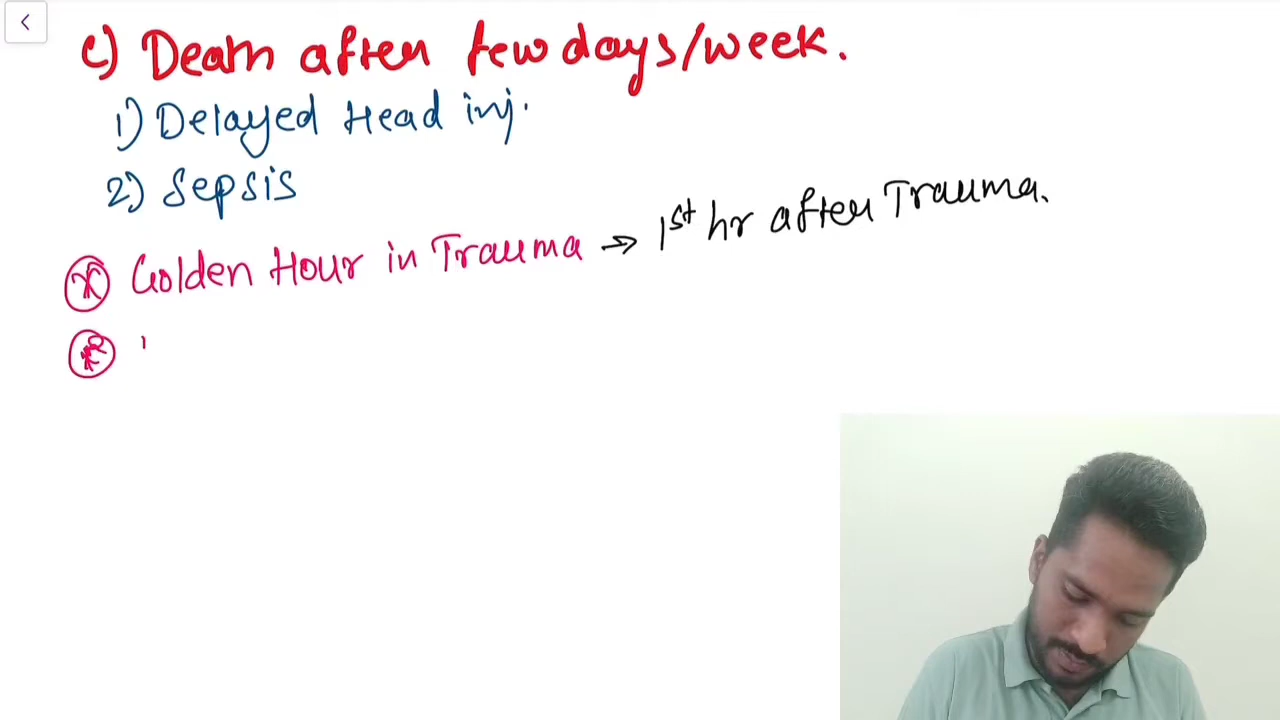 c) Death after few days/week.
1) Delayed Head inj.
2) Sepsis
Golden Hour in Trauma → 1st hr after Trauma.